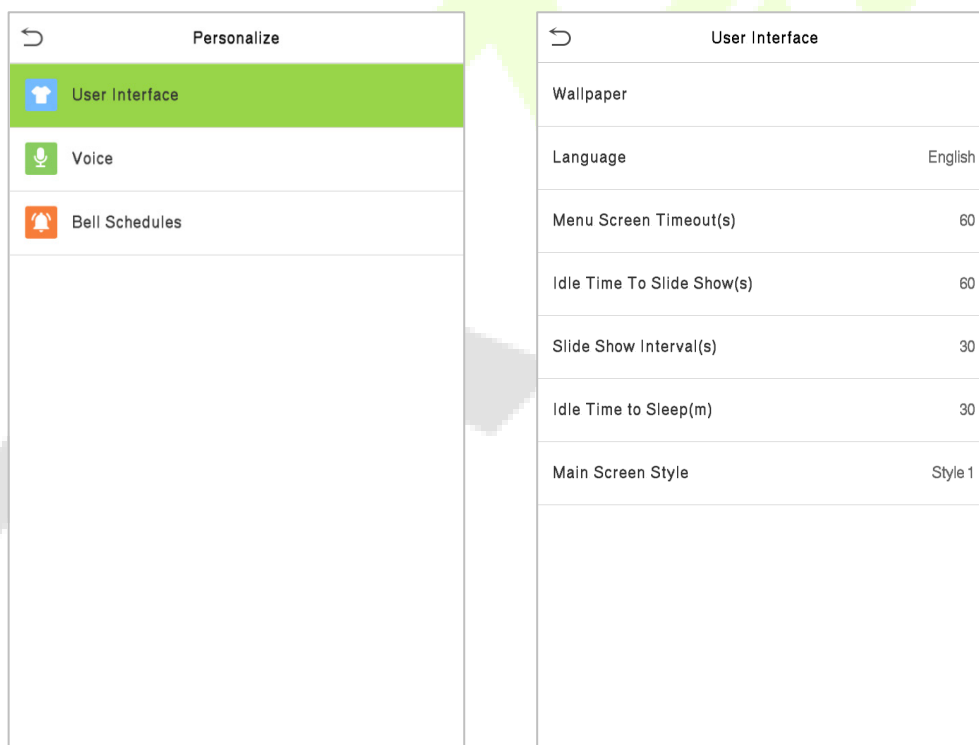 Personalize
User Interface
Voice
Bell Schedules
User Interface
Wallpaper
Language English
Menu Screen Timeout(s) 60
Idle Time To Slide Show(s) 60
Slide Show Interval(s) 30
Idle Time to Sleep(m) 30
Main Screen Style Style 1